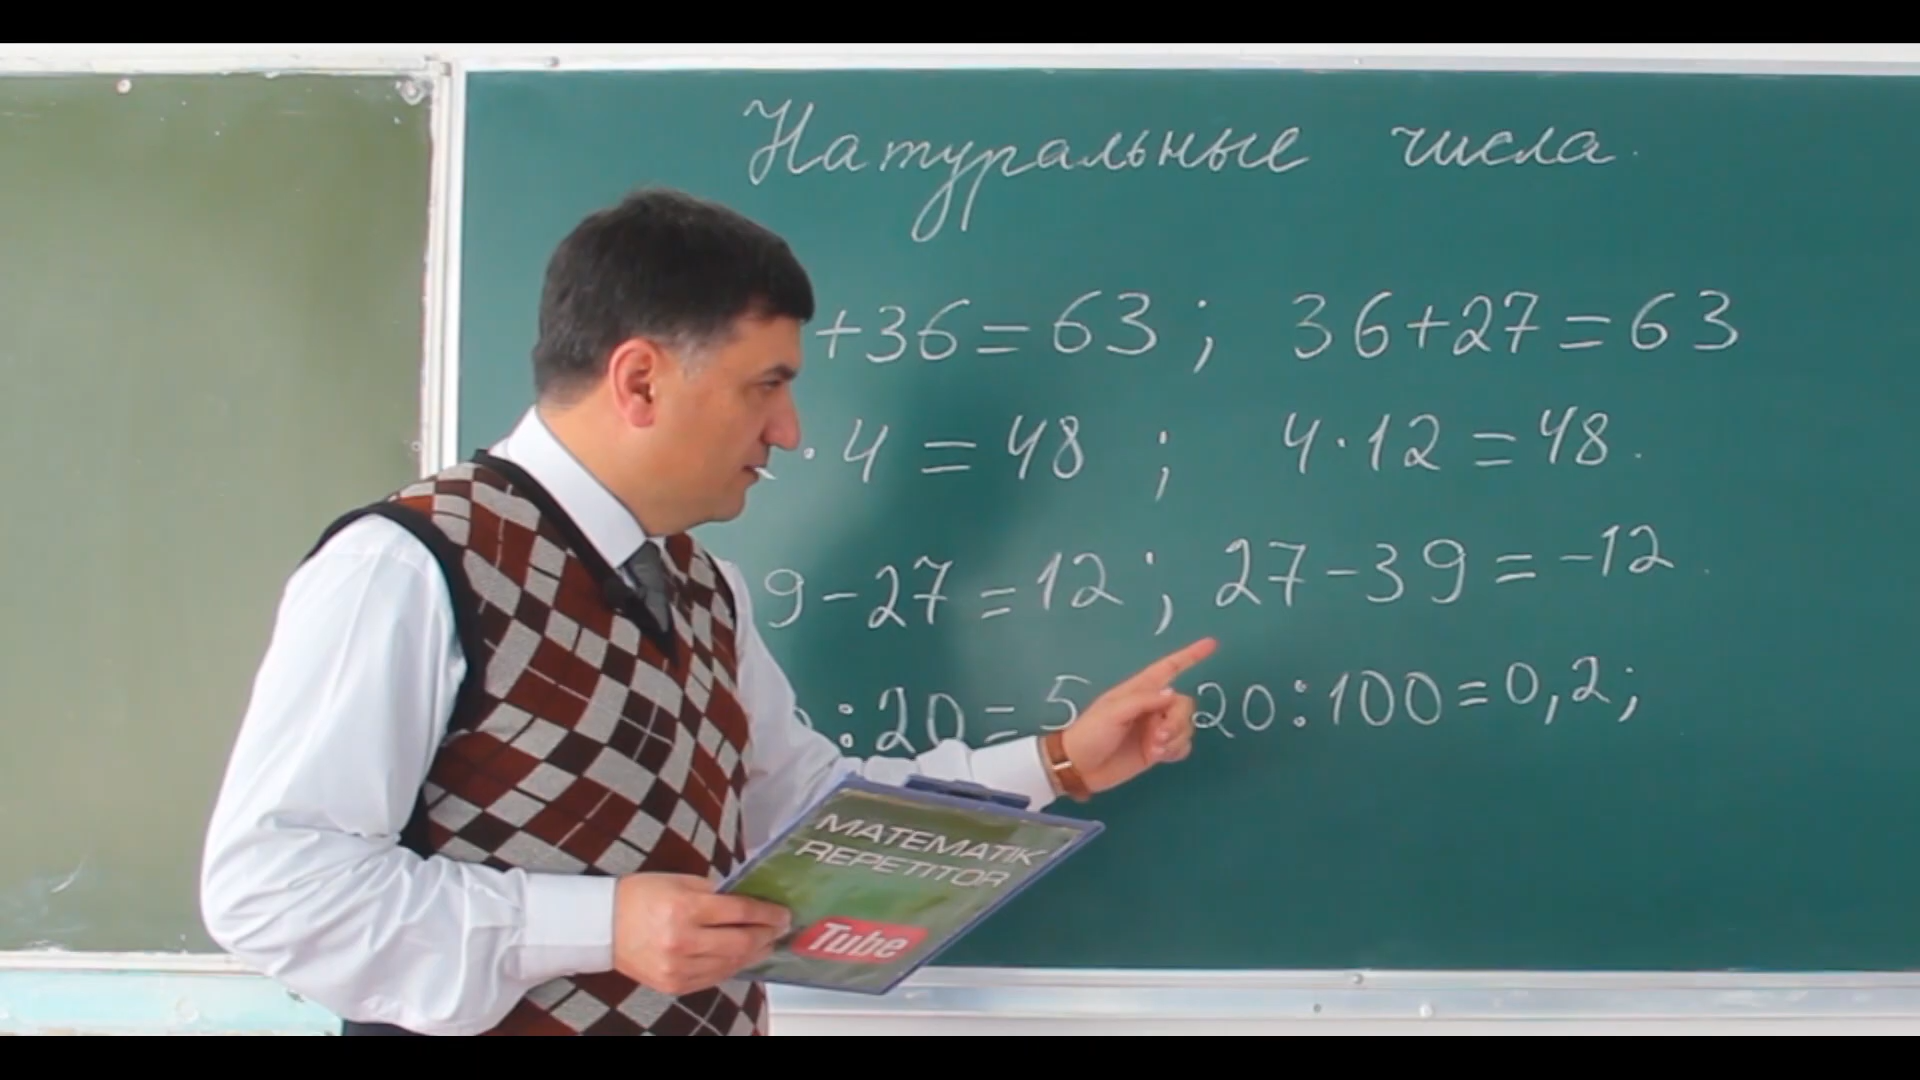 Натуральные числа.
+36=63; 36+27=63
·4=48; 4·12=48.
9-27=12; 27-39=-12.
:20=5 20:100=0,2;
MATEMATIK
REPETITOR
Tube